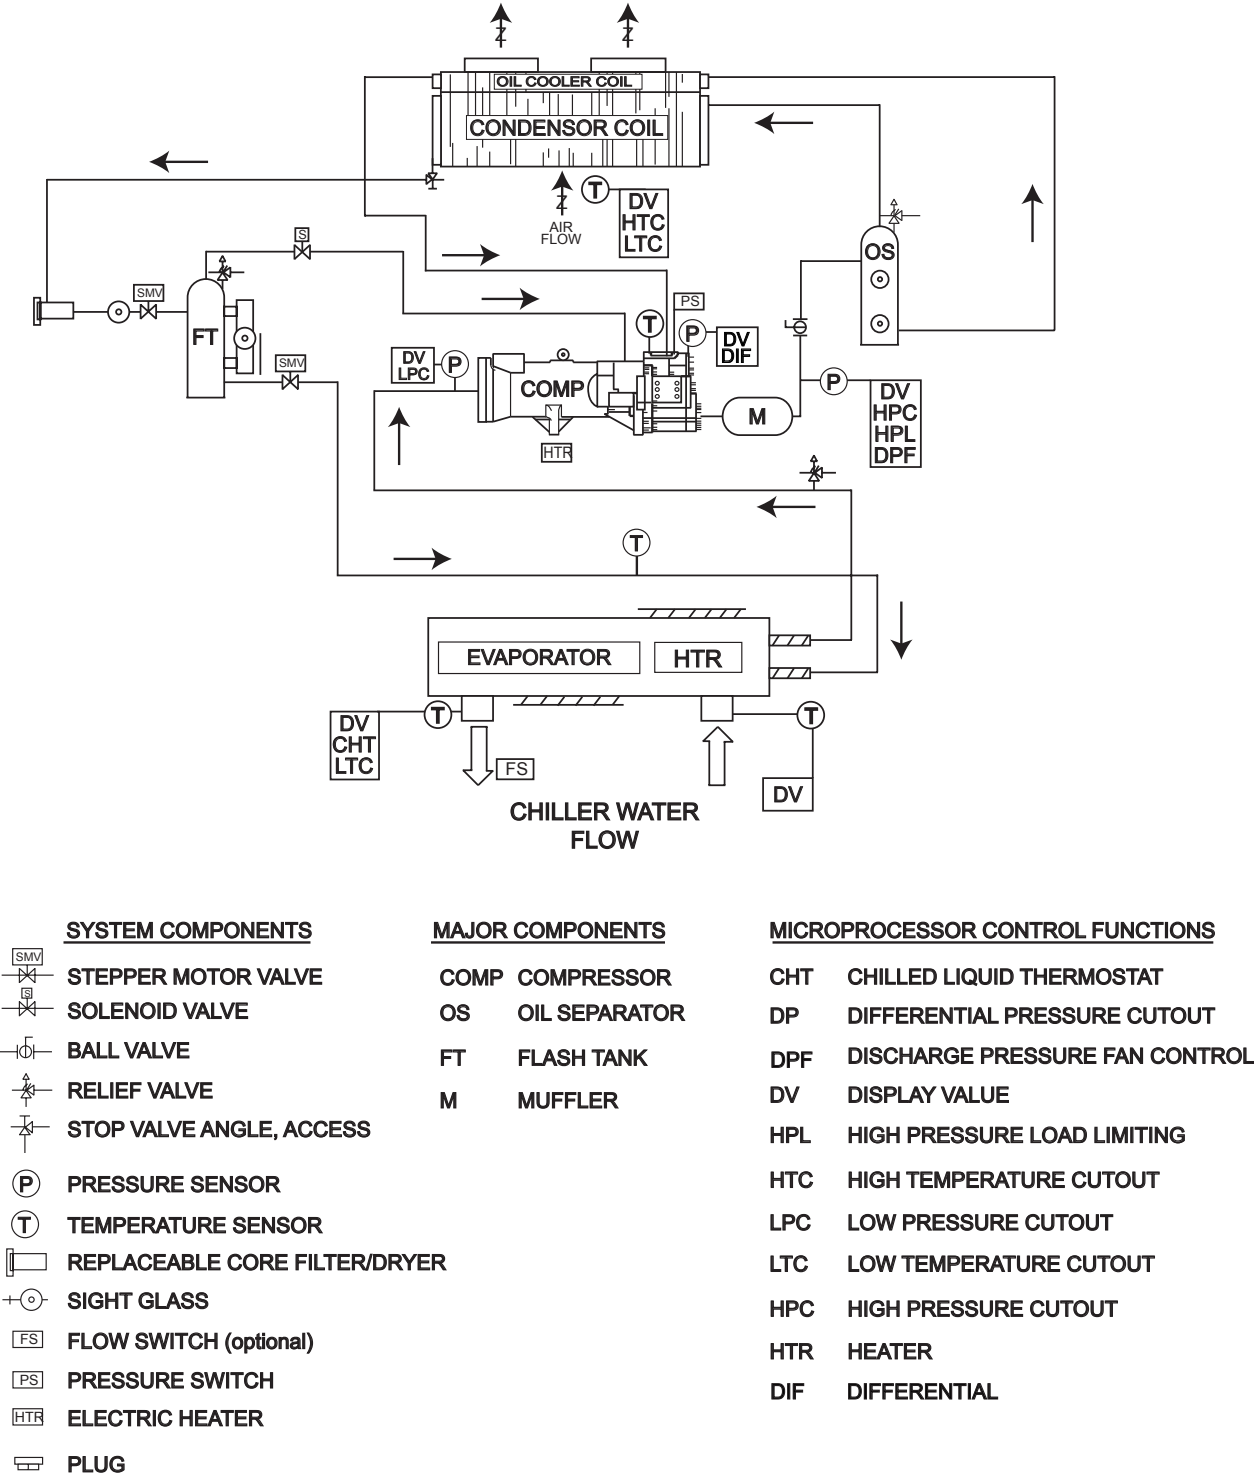 Z Z
OIL COOLER COIL
CONDENSOR COIL
T
Z
AIR
FLOW
DV
HTC
LTC
S
OS
SMV
FT
SMV
PS
T
P
DV
DIF
DV
LPC
P
COMP
HTR
M
P
DV
HPC
HPL
DPF
T
EVAPORATOR
HTR
DV
CHT
LTC
T
FS
T
DV
CHILLER WATER
FLOW
SYSTEM COMPONENTS
SMV
STEPPER MOTOR VALVE
S
SOLENOID VALVE
BALL VALVE
RELIEF VALVE
STOP VALVE ANGLE, ACCESS
P PRESSURE SENSOR
T TEMPERATURE SENSOR
REPLACEABLE CORE FILTER/DRYER
SIGHT GLASS
FS FLOW SWITCH (optional)
PS PRESSURE SWITCH
HTR ELECTRIC HEATER
PLUG
MAJOR COMPONENTS
COMP COMPRESSOR
OS OIL SEPARATOR
FT FLASH TANK
M MUFFLER
MICROPROCESSOR CONTROL FUNCTIONS
CHT CHILLED LIQUID THERMOSTAT
DP DIFFERENTIAL PRESSURE CUTOUT
DPF DISCHARGE PRESSURE FAN CONTROL
DV DISPLAY VALUE
HPL HIGH PRESSURE LOAD LIMITING
HTC HIGH TEMPERATURE CUTOUT
LPC LOW PRESSURE CUTOUT
LTC LOW TEMPERATURE CUTOUT
HPC HIGH PRESSURE CUTOUT
HTR HEATER
DIF DIFFERENTIAL